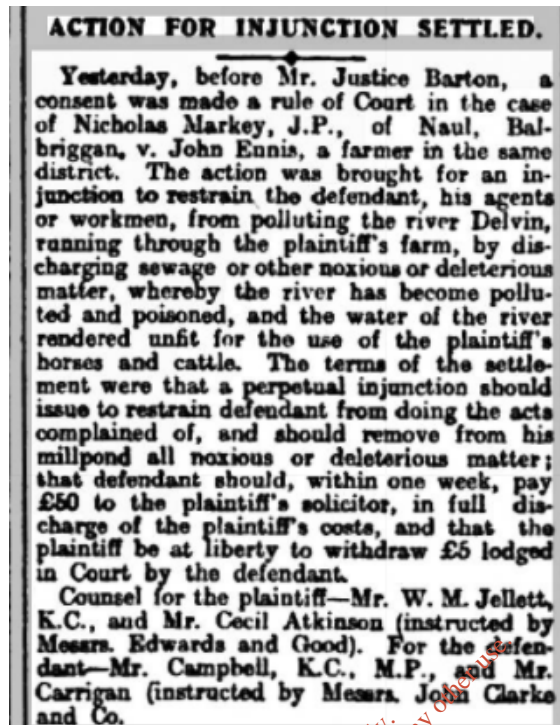 ACTION FOR INJUNCTION SETTLED.
Yesterday, before Mr. Justice Barton, a
consent was made a rule of Court in the case
of Nicholas Markey, J.P., of Naul, Bal-
briggan, v. John Ennis, a farmer in the same
district. The action was brought for an in-
junction to restrain the defendant, his agents
or workmen, from polluting the river Delvin,
running through the plaintiff's farm, by dis-
charging sewage or other noxious or deleterious
matter, whereby the river has become pollu-
ted and poisoned, and the water of the river
rendered unfit for the use of the plaintiff's
horses and cattle. The terms of the settle-
ment were that a perpetual injunction should
issue to restrain defendant from doing the acts
complained of, and should remove from his
millpond all noxious or deleterious matter;
that defendant should, within one week, pay
£50 to the plaintiff's solicitor, in full dis-
charge of the plaintiff's costs, and that the
plaintiff be at liberty to withdraw £5 lodged
in Court by the defendant.
Counsel for the plaintiff—Mr. W. M. Jellett,
K.C., and Mr. Cecil Atkinson (instructed by
Messrs. Edwards and Good). For the defen-
dant—Mr. Campbell, K.C., M.P., and Mr.
Carrigan (instructed by Messrs. John Clarke
and Co.
any other use.